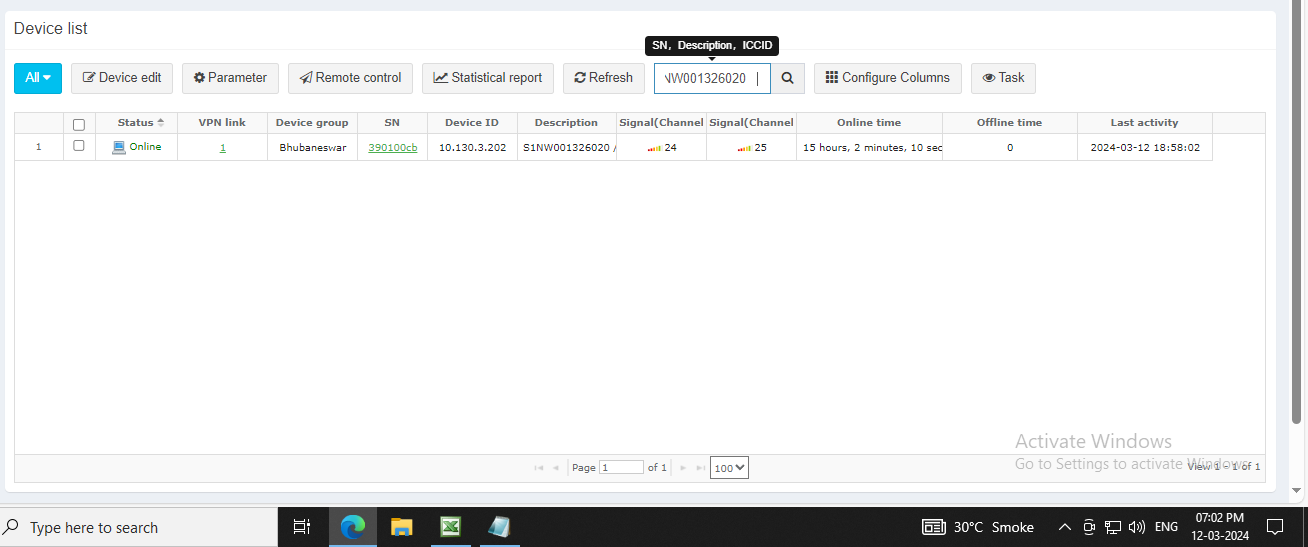 Device list
SN, Description, ICCID
All Device edit Parameter Remote control Statistical report Refresh NW001326020 Configure Columns Task
Status VPN link Device group SN Device ID Description Signal(Channel Signal(Channel Online time Offline time Last activity
1 Online 1 Bhubaneswar 390100cb 10.130.3.202 S1NW001326020 / 24 25 15 hours, 2 minutes, 10 sec 0 2024-03-12 18:58:02
Activate Windows
Go to Settings to activate Windows.
Page 1 of 1 100 View 1 - 1 of 1
Type here to search 30°C Smoke ENG 07:02 PM
12-03-2024